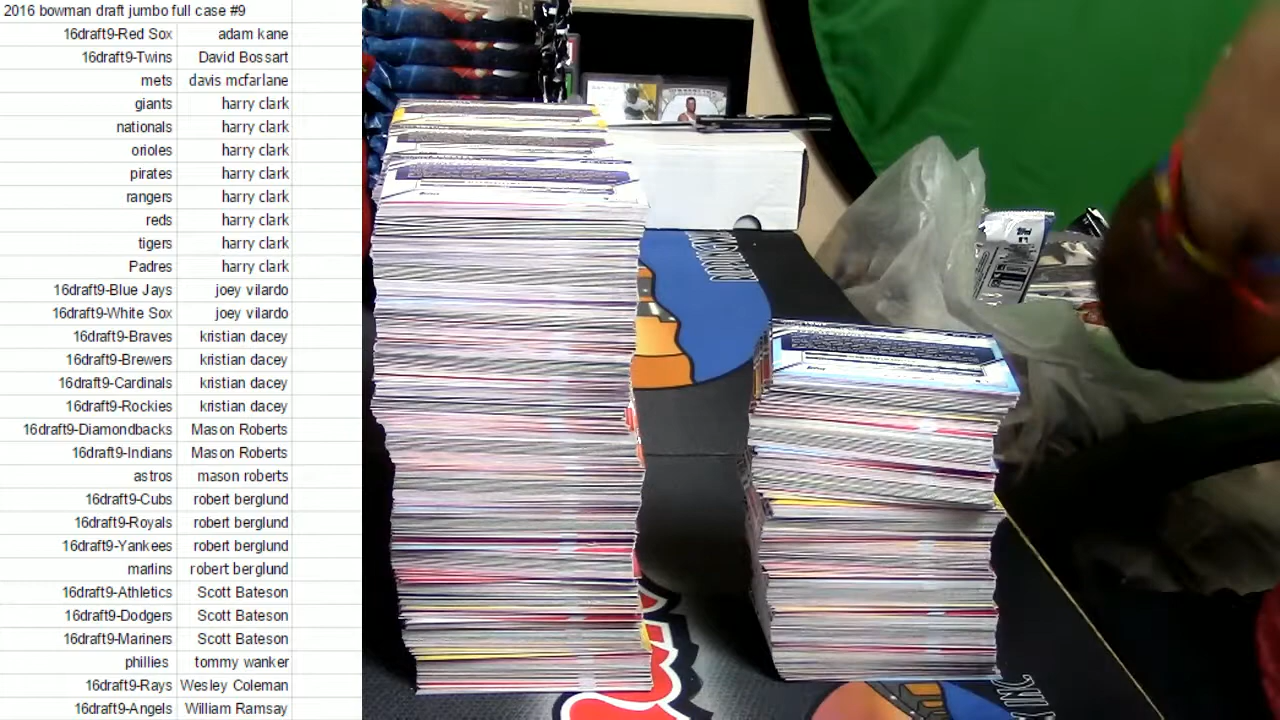 2016 bowman draft jumbo full case #9
16draft9-Red Sox adam kane
16draft9-Twins David Bossart
mets davis mcfarlane
giants harry clark
nationals harry clark
orioles harry clark
pirates harry clark
rangers harry clark
reds harry clark
tigers harry clark
Padres harry clark
16draft9-Blue Jays joey vilardo
16draft9-White Sox joey vilardo
16draft9-Braves kristian dacey
16draft9-Brewers kristian dacey
16draft9-Cardinals kristian dacey
16draft9-Rockies kristian dacey
16draft9-Diamondbacks Mason Roberts
16draft9-Indians Mason Roberts
astros mason roberts
16draft9-Cubs robert berglund
16draft9-Royals robert berglund
16draft9-Yankees robert berglund
marlins robert berglund
16draft9-Athletics Scott Bateson
16draft9-Dodgers Scott Bateson
16draft9-Mariners Scott Bateson
phillies tommy wanker
16draft9-Rays Wesley Coleman
16draft9-Angels William Ramsay